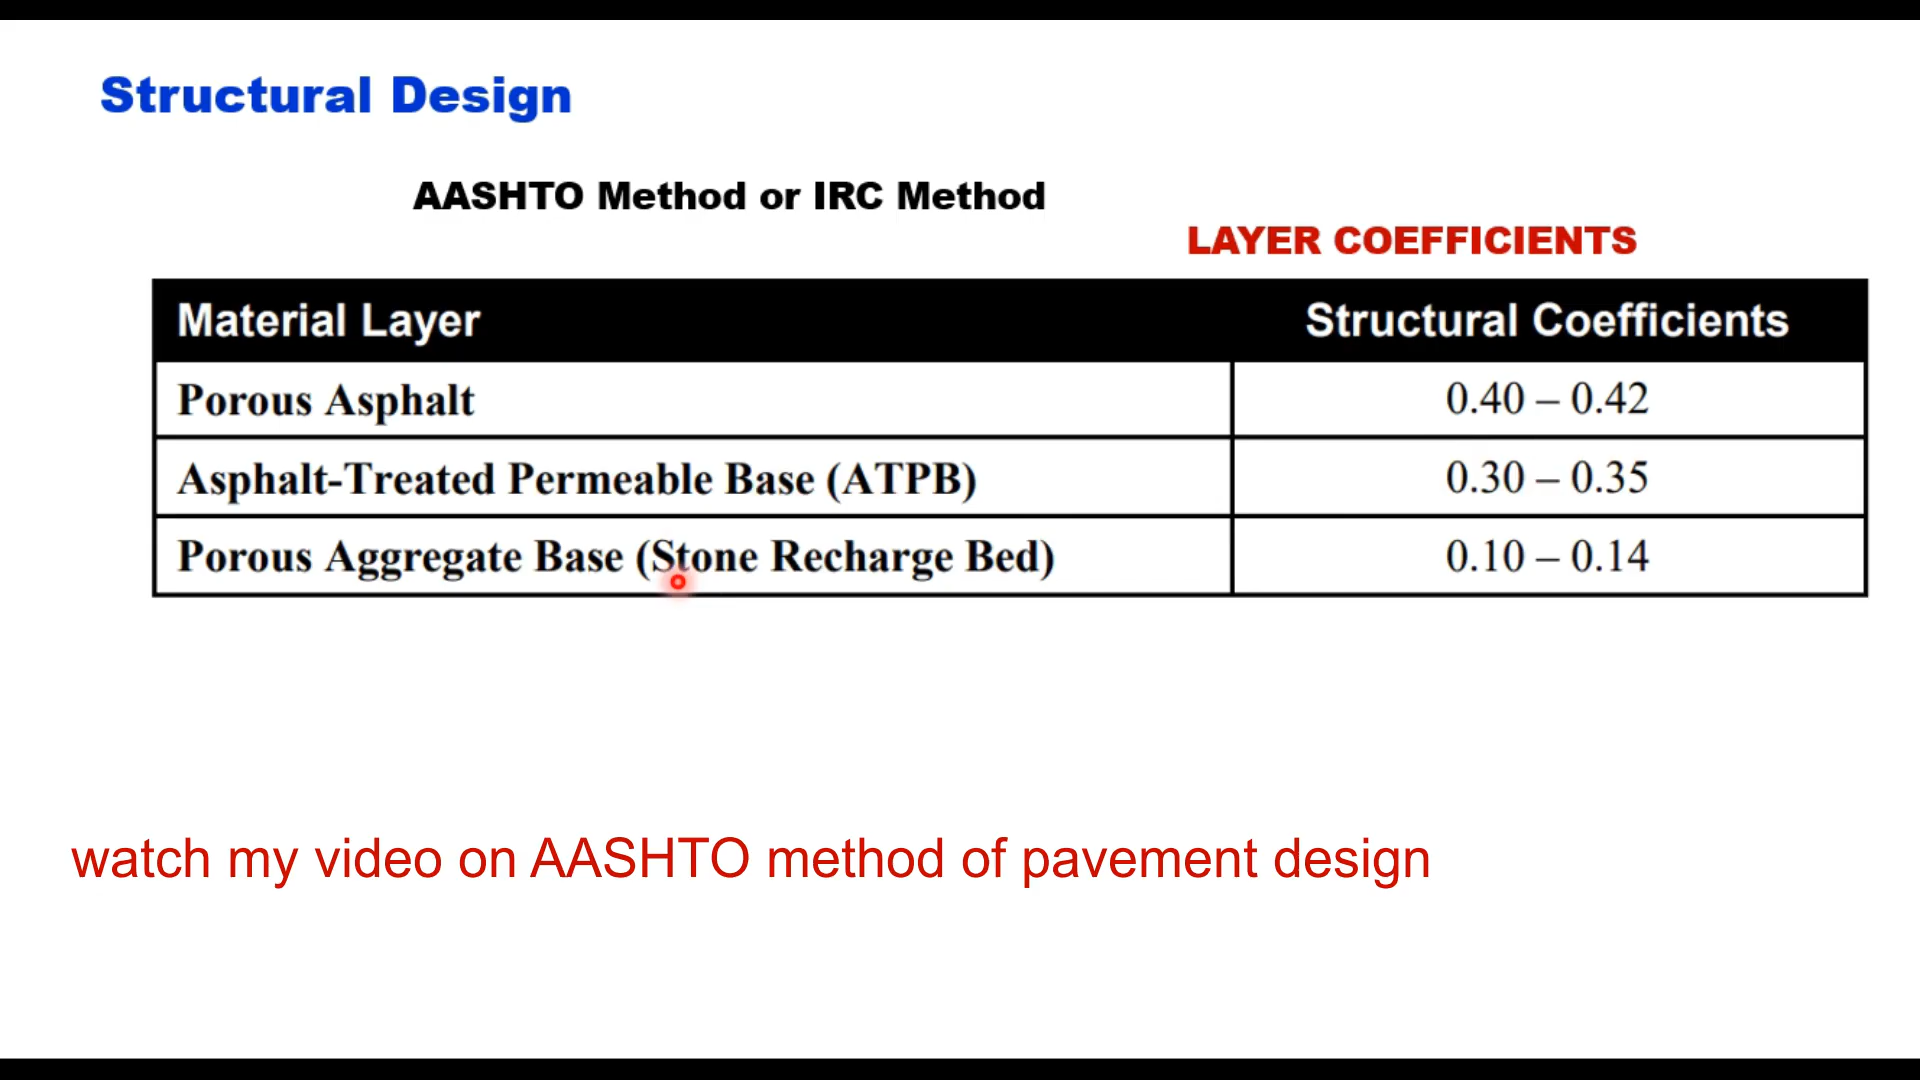 Structural Design
AASHTO Method or IRC Method
LAYER COEFFICIENTS
Material Layer Structural Coefficients
Porous Asphalt 0.40 – 0.42
Asphalt-Treated Permeable Base (ATPB) 0.30 – 0.35
Porous Aggregate Base (Stone Recharge Bed) 0.10 – 0.14
watch my video on AASHTO method of pavement design